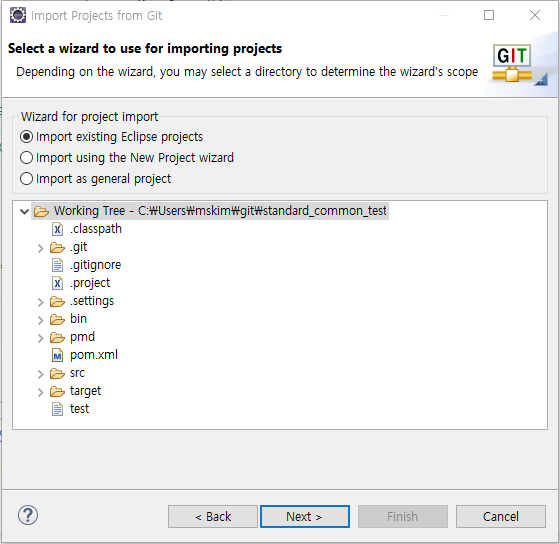 Import Projects from Git
Select a wizard to use for importing projects
Depending on the wizard, you may select a directory to determine the wizard's scope
GIT
Wizard for project import
Import existing Eclipse projects
Import using the New Project wizard
Import as general project
Working Tree - C:₩Users₩mskim₩git₩standard_common_test
.classpath
.git
.gitignore
.project
.settings
bin
pmd
pom.xml
src
target
test
< Back Next > Finish Cancel